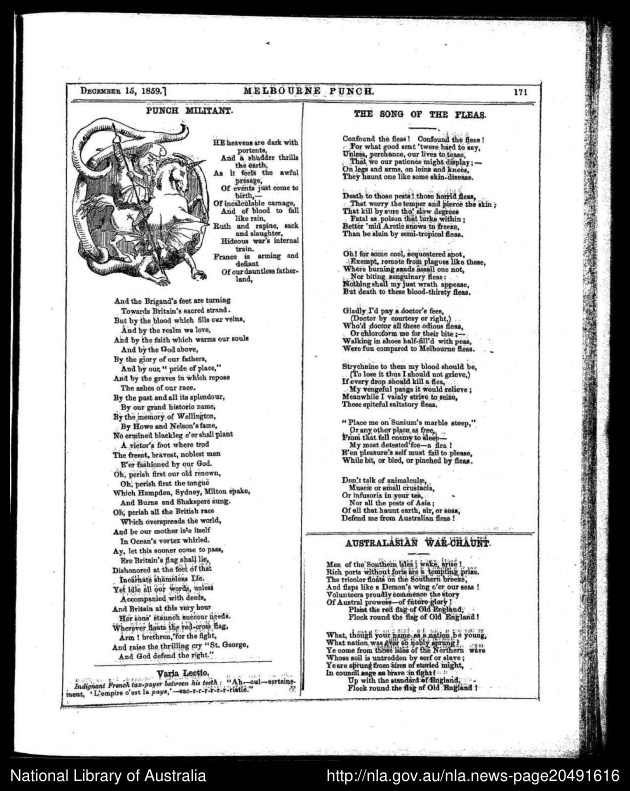 DECEMBER 15, 1859.]
MELBOURNE PUNCH.
171
PUNCH MILITANT.
HE heavens are dark with
portents,
And a shudder thrills
the earth,
As it feels the awful
presage,
Of events just come to
birth,—
Of incalculable carnage,
And of blood to fall
like rain,
Ruth and rapine, sack
and slaughter,
Hideous war's infernal
train.
France is arming and
defiant
Of our dauntless father-
land,
And the Brigand's feet are turning
Towards Britain's sacred strand.
But by the blood which fills our veins,
And by the realm we love,
And by the faith which warms our souls
And by the God above,
By the glory of our fathers,
And by our "pride of place,"
And by the graves in which repose
The ashes of our race.
By the past and all its splendour,
By our grand historic name,
By the memory of Wellington,
By Howe and Nelson's fame,
No ermined blackleg e'er shall plant
A victor's foot where trod
The freest, bravest, noblest men
E'er fashioned by our God.
Oh, perish first our old renown,
Oh, perish first the tongue
Which Hampden, Sydney, Milton spake,
And Burns and Shakspere sung.
Oh, perish all the British race
Which overspreads the world,
And be our mother isle itself
In Ocean's vortex whirled.
Ay, let this sooner come to pass,
Ere Britain's flag shall lie,
Dishonored at the feet of that
Incarnate shameless Lie.
Yet idle all our words, unless
Accompanied with deeds,
And Britain at this very hour
Her sons' staunch succour needs.
Wherever floats the red-cross flag,
Arm! brethren, for the fight,
And raise the thrilling cry "St. George,
And God defend the right."
Varia Lectio.
Indignant French tax-payer between his teeth: "Ah—oui—certaine-
ment, 'L'empire c'est la paye,'—sac-r-r-r-r-r-r-ristie."
THE SONG OF THE FLEAS.
Confound the fleas! Confound the fleas!
For what good sent 'twere hard to say,
Unless, perchance, our lives to tease,
That we our patience might display;—
On legs and arms, on loins and knees,
They haunt one like some skin-disease.
Death to those pests! those horrid fleas,
That worry the temper and pierce the skin;
That kill by sure tho' slow degrees
Fatal as poison that lurks within;
Better 'mid Arctic snows to freeze,
Than be slain by semi-tropical fleas.
Oh! for some cool, sequestered spot,
Exempt, remote from plagues like these,
Where burning sands assail one not,
Nor biting sanguinary fleas:
Nothing shall my just wrath appease,
But death to these blood-thirsty fleas.
Gladly I'd pay a doctor's fees,
(Doctor by courtesy or right,)
Who'd doctor all these odious fleas,
Or chloroform me for their bite;—
Walking in shoes half-fill'd with peas,
Were fun compared to Melbourne fleas.
Strychnine to them my blood should be,
(To lose it thus I should not grieve,)
If every drop should kill a flea,
My vengeful pangs it would relieve;
Meanwhile I vainly strive to seize,
These spiteful saltatory fleas.
"Place me on Sunium's marble steep,"
Or any other place as free,
From that fell enemy to sleep—
My most detested foe—a flea!
E'en pleasure's self must fail to please,
While bit, or bled, or pinched by fleas.
Don't talk of animalculæ,
Muscæ or small crustacia,
Or infusoria in your tea,
Nor all the pests of Asia;
Of all that haunt earth, air, or seas,
Defend me from Australian fleas!
AUSTRALASIAN WAR-CHAUNT.
Men of the Southern Isles; wake, arise!
Rich ports without forts are a tempting prize.
The tricolor floats on the Southern breeze,
And flaps like a Demon's wing o'er our seas!
Volunteers proudly commence the story
Of Austral prowess—of future glory!
Plant the red flag of Old England,
Flock round the flag of Old England!
What, though your name as a nation be young,
What nation was ever so nobly sprung?
Ye come from those isles of the Northern wave
Whose soil is untrodden by serf or slave;
Ye are sprung from sires of storied might,
In council sage as brave in fight!
Up with the standard of England,
Flock round the flag of Old England!
National Library of Australia
http://nla.gov.au/nla.news-page20491616